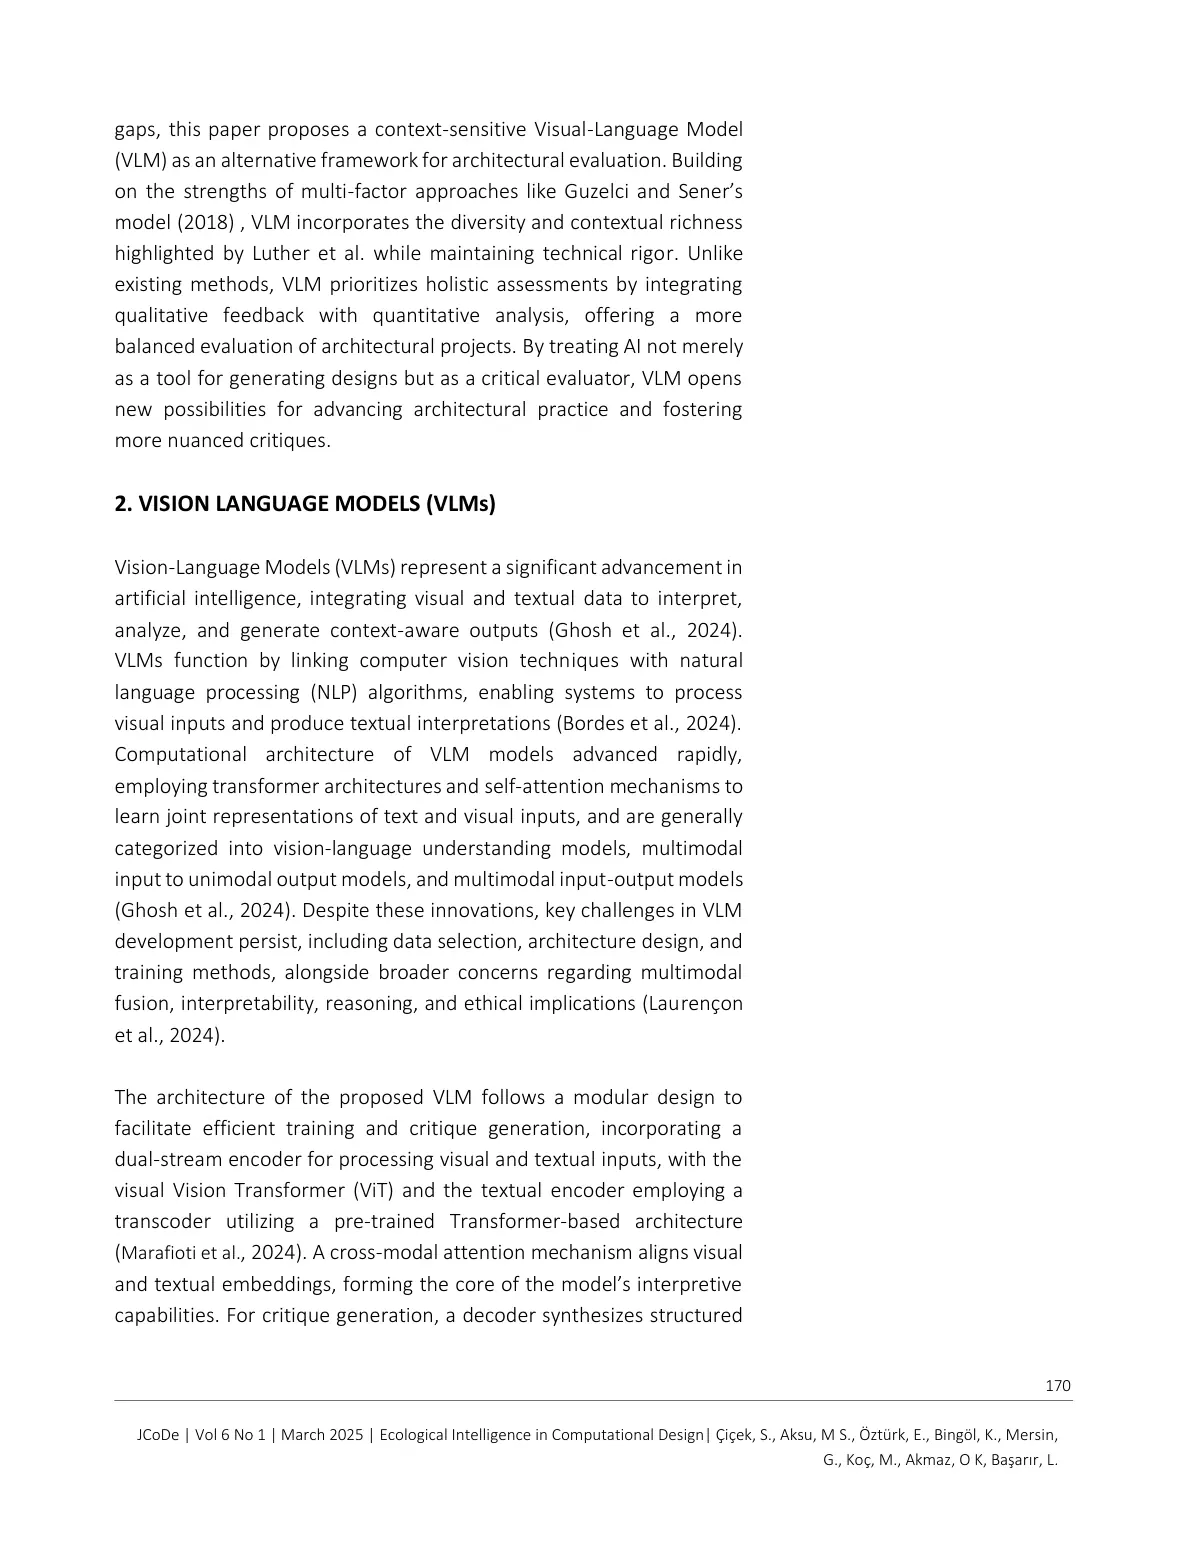 gaps, this paper proposes a context-sensitive Visual-Language Model
(VLM) as an alternative framework for architectural evaluation. Building
on the strengths of multi-factor approaches like Guzelci and Sener’s
model (2018) , VLM incorporates the diversity and contextual richness
highlighted by Luther et al. while maintaining technical rigor. Unlike
existing methods, VLM prioritizes holistic assessments by integrating
qualitative feedback with quantitative analysis, offering a more
balanced evaluation of architectural projects. By treating AI not merely
as a tool for generating designs but as a critical evaluator, VLM opens
new possibilities for advancing architectural practice and fostering
more nuanced critiques.
2. VISION LANGUAGE MODELS (VLMs)
Vision-Language Models (VLMs) represent a significant advancement in
artificial intelligence, integrating visual and textual data to interpret,
analyze, and generate context-aware outputs (Ghosh et al., 2024).
VLMs function by linking computer vision techniques with natural
language processing (NLP) algorithms, enabling systems to process
visual inputs and produce textual interpretations (Bordes et al., 2024).
Computational architecture of VLM models advanced rapidly,
employing transformer architectures and self-attention mechanisms to
learn joint representations of text and visual inputs, and are generally
categorized into vision-language understanding models, multimodal
input to unimodal output models, and multimodal input-output models
(Ghosh et al., 2024). Despite these innovations, key challenges in VLM
development persist, including data selection, architecture design, and
training methods, alongside broader concerns regarding multimodal
fusion, interpretability, reasoning, and ethical implications (Laurençon
et al., 2024).
The architecture of the proposed VLM follows a modular design to
facilitate efficient training and critique generation, incorporating a
dual-stream encoder for processing visual and textual inputs, with the
visual Vision Transformer (ViT) and the textual encoder employing a
transcoder utilizing a pre-trained Transformer-based architecture
(Marafioti et al., 2024). A cross-modal attention mechanism aligns visual
and textual embeddings, forming the core of the model’s interpretive
capabilities. For critique generation, a decoder synthesizes structured
170
JCoDe | Vol 6 No 1 | March 2025 | Ecological Intelligence in Computational Design| Çiçek, S., Aksu, M S., Öztürk, E., Bingöl, K., Mersin,
G., Koç, M., Akmaz, O K, Başarır, L.